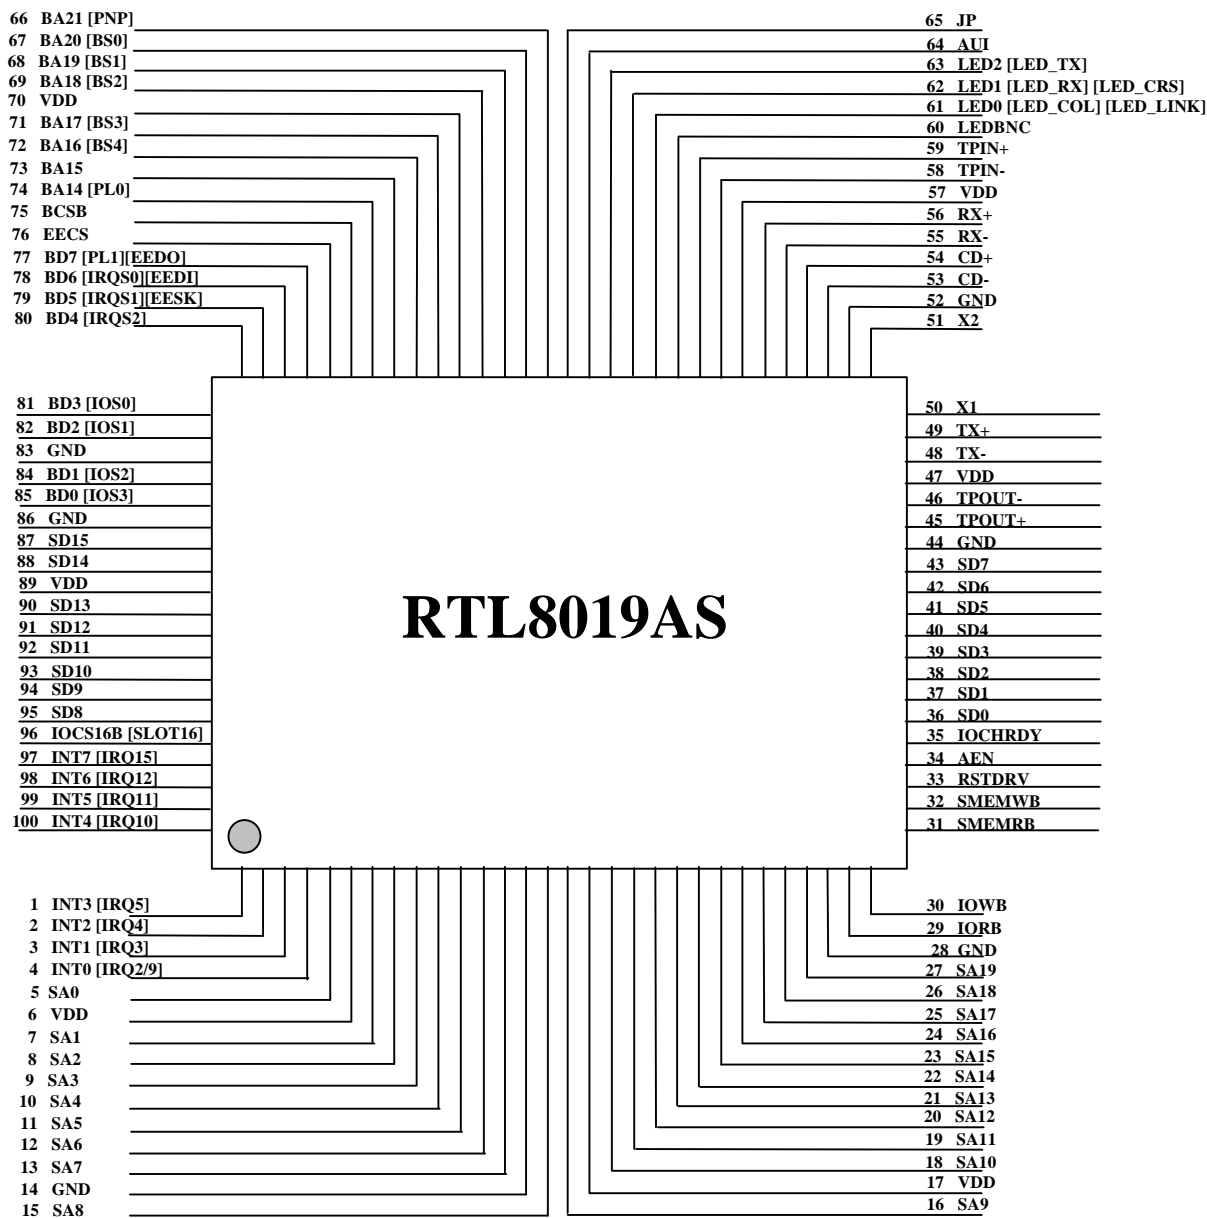 66 BA21 [PNP]
67 BA20 [BS0]
68 BA19 [BS1]
69 BA18 [BS2]
70 VDD
71 BA17 [BS3]
72 BA16 [BS4]
73 BA15
74 BA14 [PL0]
75 BCSB
76 EECS
77 BD7 [PL1][EEDO]
78 BD6 [IRQS0][EEDI]
79 BD5 [IRQS1][EESK]
80 BD4 [IRQS2]
65 JP
64 AUI
63 LED2 [LED_TX]
62 LED1 [LED_RX] [LED_CRS]
61 LED0 [LED_COL] [LED_LINK]
60 LEDBNC
59 TPIN+
58 TPIN-
57 VDD
56 RX+
55 RX-
54 CD+
53 CD-
52 GND
51 X2
81 BD3 [IOS0]
82 BD2 [IOS1]
83 GND
84 BD1 [IOS2]
85 BD0 [IOS3]
86 GND
87 SD15
88 SD14
89 VDD
90 SD13
91 SD12
92 SD11
93 SD10
94 SD9
95 SD8
96 IOCS16B [SLOT16]
97 INT7 [IRQ15]
98 INT6 [IRQ12]
99 INT5 [IRQ11]
100 INT4 [IRQ10]
RTL8019AS
50 X1
49 TX+
48 TX-
47 VDD
46 TPOUT-
45 TPOUT+
44 GND
43 SD7
42 SD6
41 SD5
40 SD4
39 SD3
38 SD2
37 SD1
36 SD0
35 IOCHRDY
34 AEN
33 RSTDRV
32 SMEMWB
31 SMEMRB
1 INT3 [IRQ5]
2 INT2 [IRQ4]
3 INT1 [IRQ3]
4 INT0 [IRQ2/9]
5 SA0
6 VDD
7 SA1
8 SA2
9 SA3
10 SA4
11 SA5
12 SA6
13 SA7
14 GND
15 SA8
30 IOWB
29 IORB
28 GND
27 SA19
26 SA18
25 SA17
24 SA16
23 SA15
22 SA14
21 SA13
20 SA12
19 SA11
18 SA10
17 VDD
16 SA9